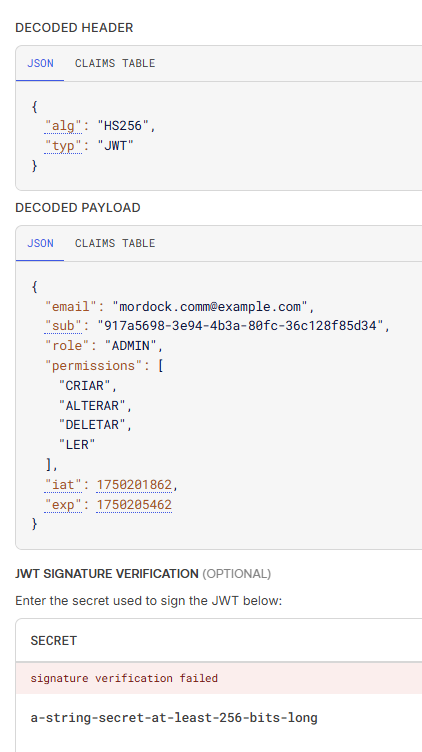 DECODED HEADER
JSON CLAIMS TABLE
{
"alg": "HS256",
"typ": "JWT"
}
DECODED PAYLOAD
JSON CLAIMS TABLE
{
"email": "mordock.comm@example.com",
"sub": "917a5698-3e94-4b3a-80fc-36c128f85d34",
"role": "ADMIN",
"permissions": [
"CRIAR",
"ALTERAR",
"DELETAR",
"LER"
],
"iat": 1750201862,
"exp": 1750205462
}
JWT SIGNATURE VERIFICATION (OPTIONAL)
Enter the secret used to sign the JWT below:
SECRET
signature verification failed
a-string-secret-at-least-256-bits-long